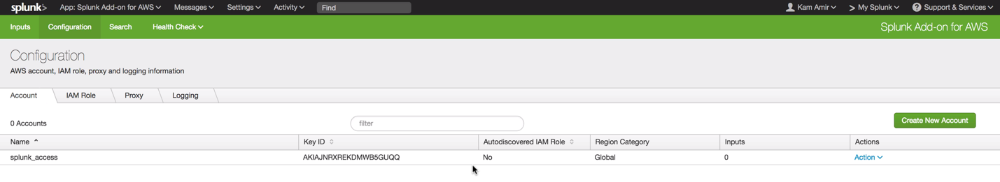 splunk> App: Splunk Add-on for AWS Messages Settings Activity Find Kam Amir My Splunk Support & Services
Inputs Configuration Search Health Check Splunk Add-on for AWS
Configuration
AWS account, IAM role, proxy and logging information
Account IAM Role Proxy Logging
0 Accounts filter Create New Account
Name Key ID Autodiscovered IAM Role Region Category Inputs Actions
splunk_access AKIAJNRXREKDMWB5GUQQ No Global 0 Action